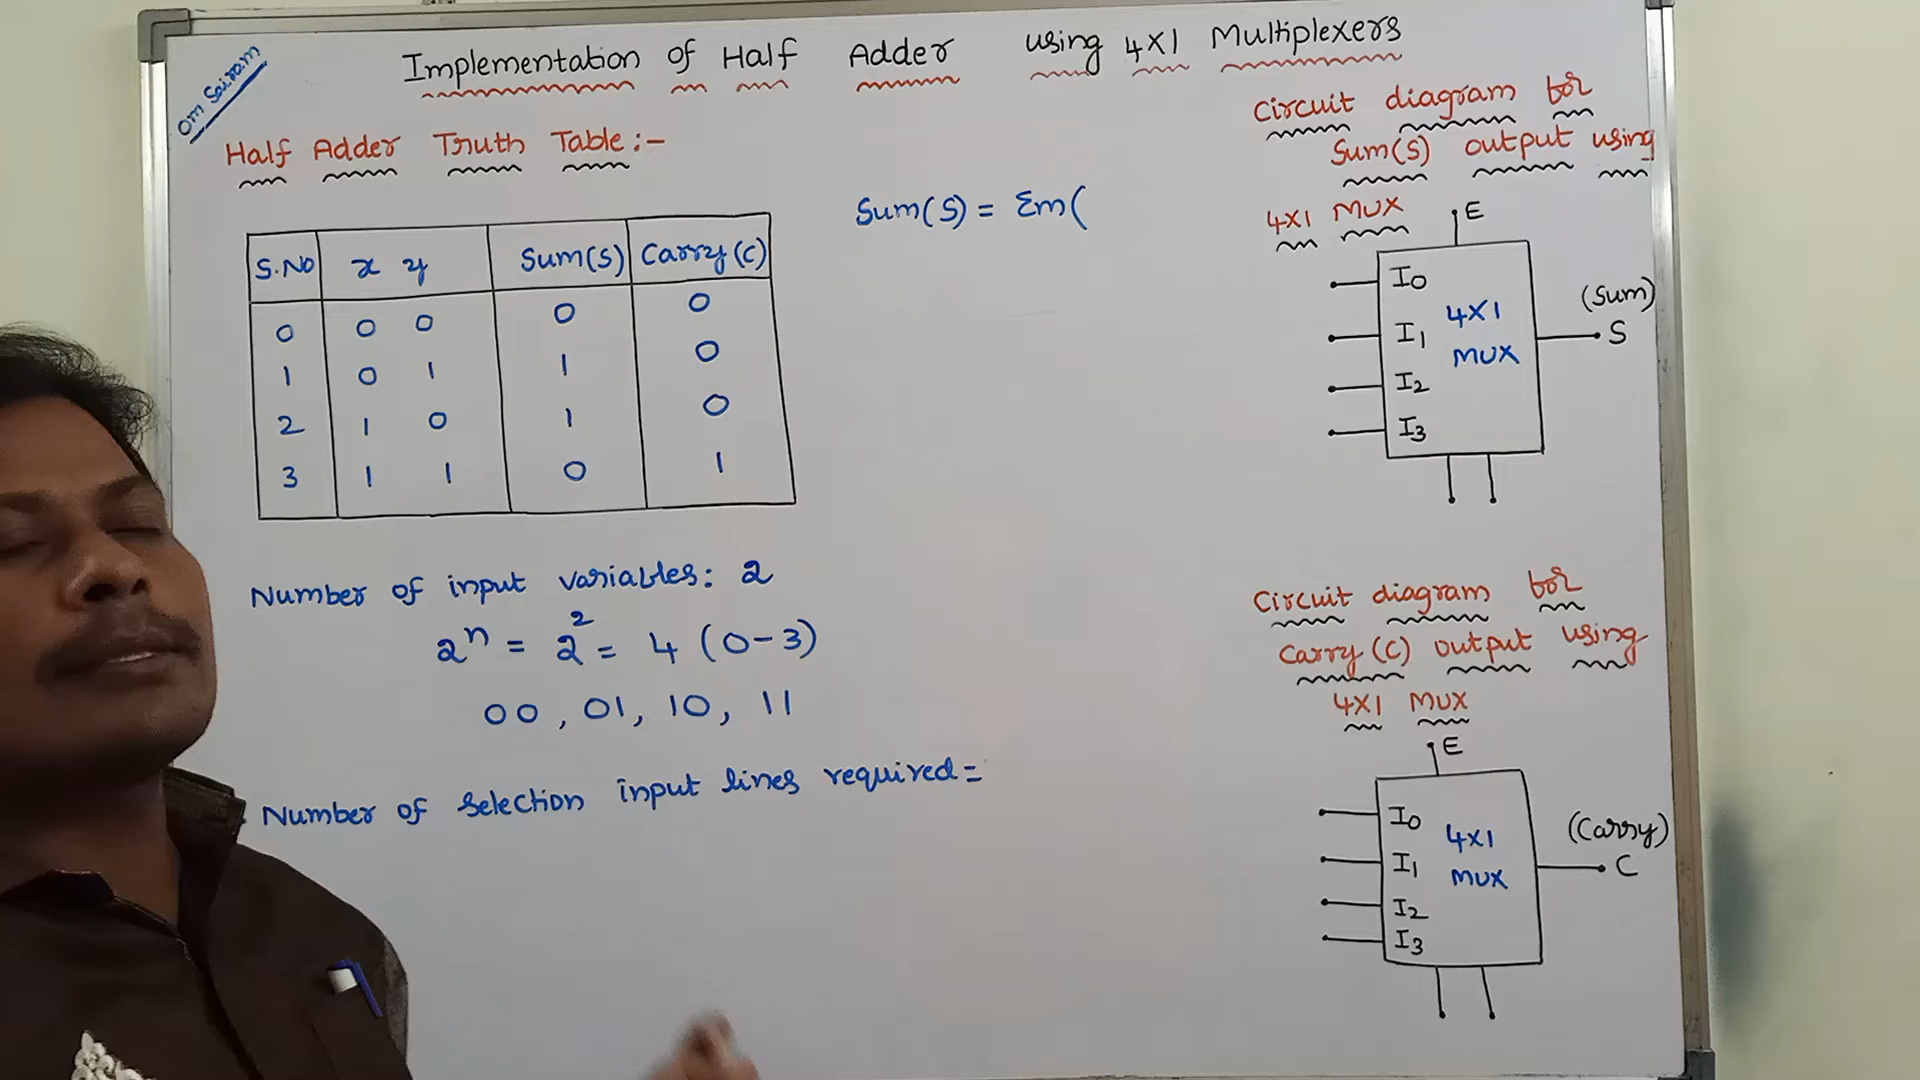 Om Sairam
Implementation of Half Adder using 4X1 Multiplexers
Half Adder Truth Table :-
S.NO x y Sum(S) Carry(C)
0 0 0 0 0
1 0 1 1 0
2 1 0 1 0
3 1 1 0 1
Number of input variables: 2
2ⁿ = 2² = 4 (0-3)
00, 01, 10, 11
Number of selection input lines required =
Sum(S) = Σm(
Circuit diagram for
Sum(S) output using
4X1 MUX
E
I0
I1
I2
I3
4X1
MUX
(Sum)
S
Circuit diagram for
Carry(C) output using
4X1 MUX
E
I0
I1
I2
I3
4X1
MUX
(Carry)
C